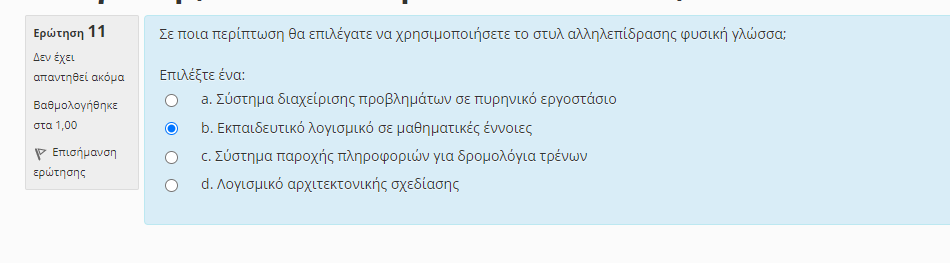 Ερώτηση 11
Δεν έχει
απαντηθεί ακόμα
Βαθμολογήθηκε
στα 1,00
Επισήμανση
ερώτησης
Σε ποια περίπτωση θα επιλέγατε να χρησιμοποιήσετε το στυλ αλληλεπίδρασης φυσική γλώσσα;
Επιλέξτε ένα:
a. Σύστημα διαχείρισης προβλημάτων σε πυρηνικό εργοστάσιο
b. Εκπαιδευτικό λογισμικό σε μαθηματικές έννοιες
c. Σύστημα παροχής πληροφοριών για δρομολόγια τρένων
d. Λογισμικό αρχιτεκτονικής σχεδίασης